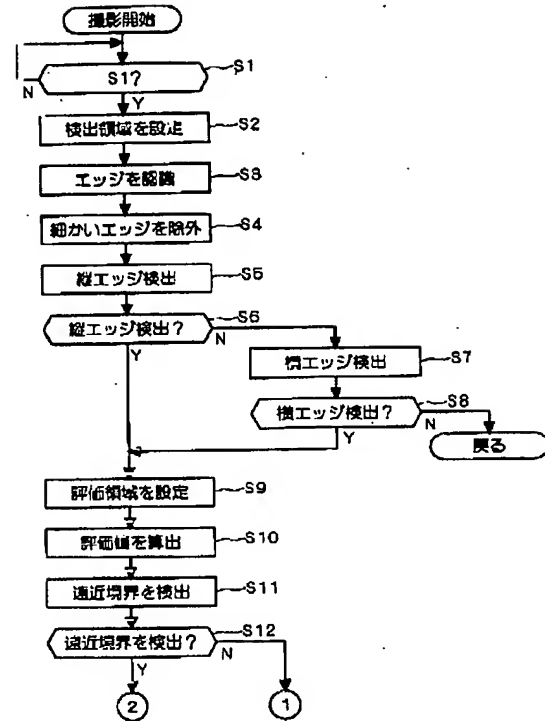 撮影開始
S1? S1
N
Y
検出領域を設定 S2
エッジを認識 S3
細かいエッジを除外 S4
縦エッジ検出 S5
縦エッジ検出? S6
N
Y
横エッジ検出 S7
横エッジ検出? S8
N
Y
戻る
評価領域を設定 S9
評価値を算出 S10
遠近境界を検出 S11
遠近境界を検出? S12
N
Y
2
1